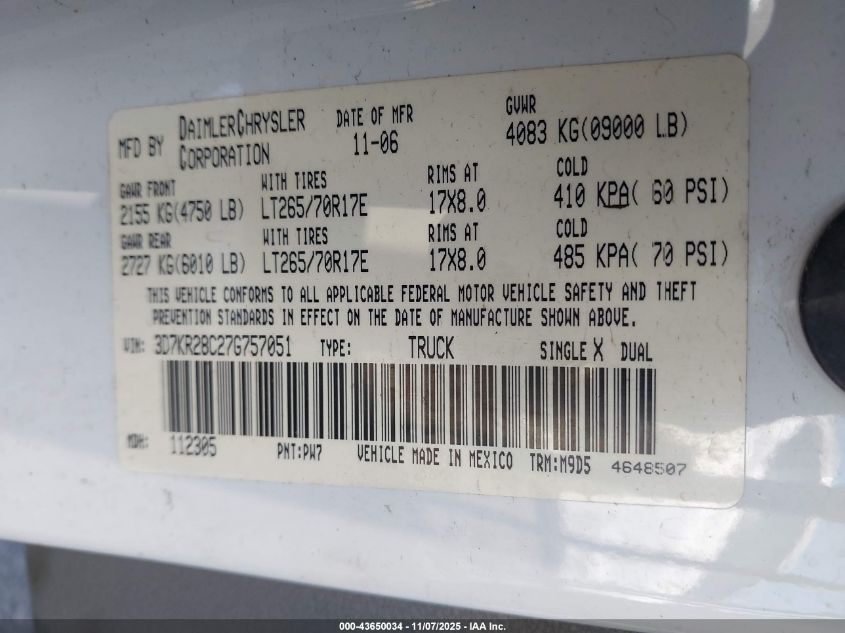 MFD BY DAIMLERCHRYSLER CORPORATION DATE OF MFR 11-06 GVWR 4083 KG(09000 LB)
GAWR FRONT WITH TIRES RIMS AT COLD
2155 KG(4750 LB) LT265/70R17E 17X8.0 410 KPA( 60 PSI)
GAWR REAR WITH TIRES RIMS AT COLD
2727 KG(6010 LB) LT265/70R17E 17X8.0 485 KPA( 70 PSI)
THIS VEHICLE CONFORMS TO ALL APPLICABLE FEDERAL MOTOR VEHICLE SAFETY AND THEFT
PREVENTION STANDARDS IN EFFECT ON THE DATE OF MANUFACTURE SHOWN ABOVE.
VIN: 3D7KR28C27G757051 TYPE: TRUCK SINGLE X DUAL
MDH: 112305 PNT:PW7 VEHICLE MADE IN MEXICO TRM:M9D5 4648507
000-43650034 - 11/07/2025 - IAA Inc.